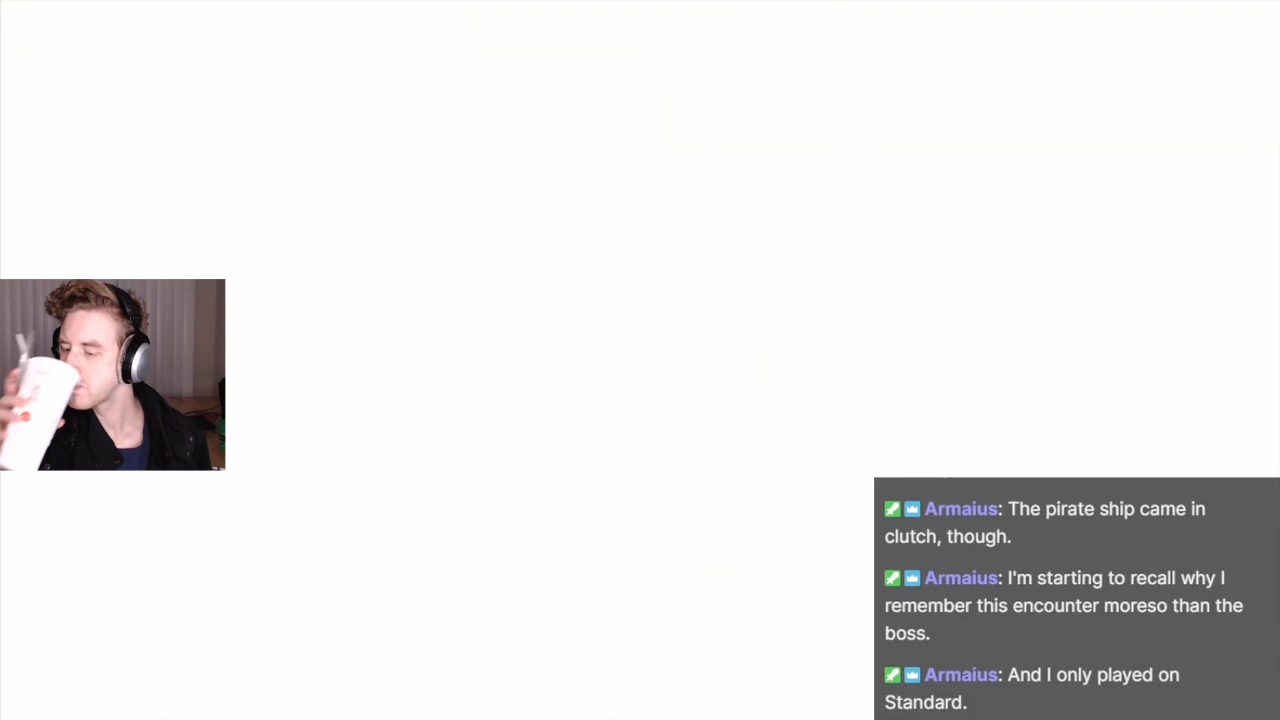 Armaius: The pirate ship came in
clutch, though.
Armaius: I'm starting to recall why I
remember this encounter moreso than the
boss.
Armaius: And I only played on
Standard.